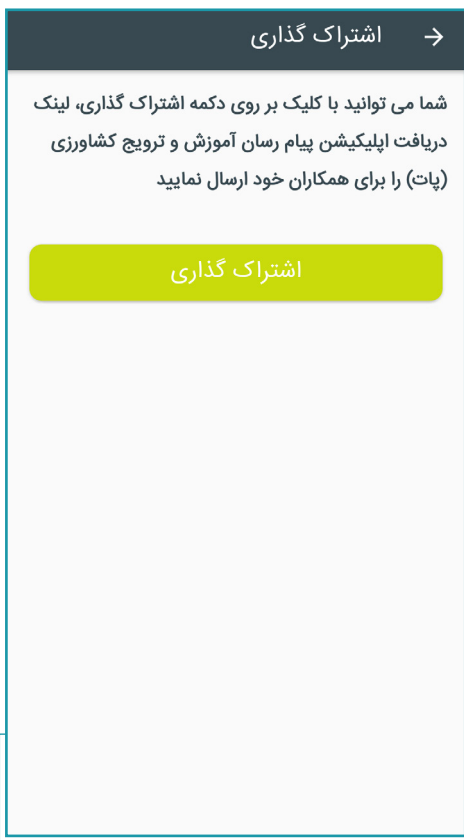 اشتراک گذاری
شما می توانید با کلیک بر روی دکمه اشتراک گذاری، لینک
دریافت اپلیکیشن پیام رسان آموزش و ترویج کشاورزی
(پات) را برای همکاران خود ارسال نمایید
اشتراک گذاری